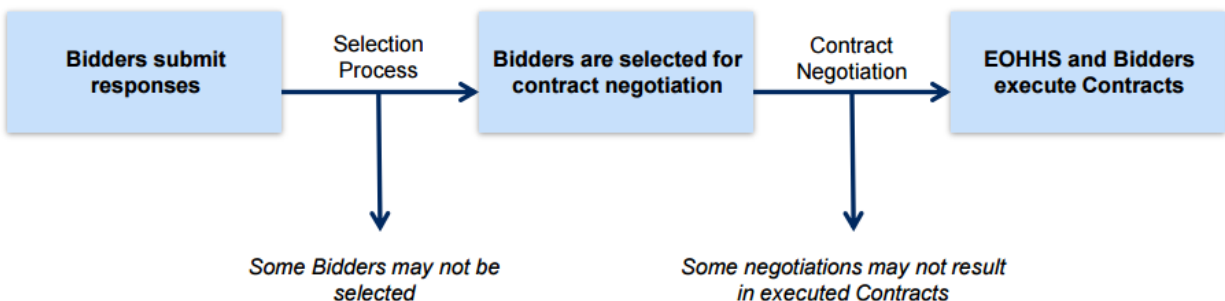 Bidders submit
responses
Selection
Process
Bidders are selected for
contract negotiation
Contract
Negotiation
EOHHS and Bidders
execute Contracts
Some Bidders may not be
selected
Some negotiations may not result
in executed Contracts